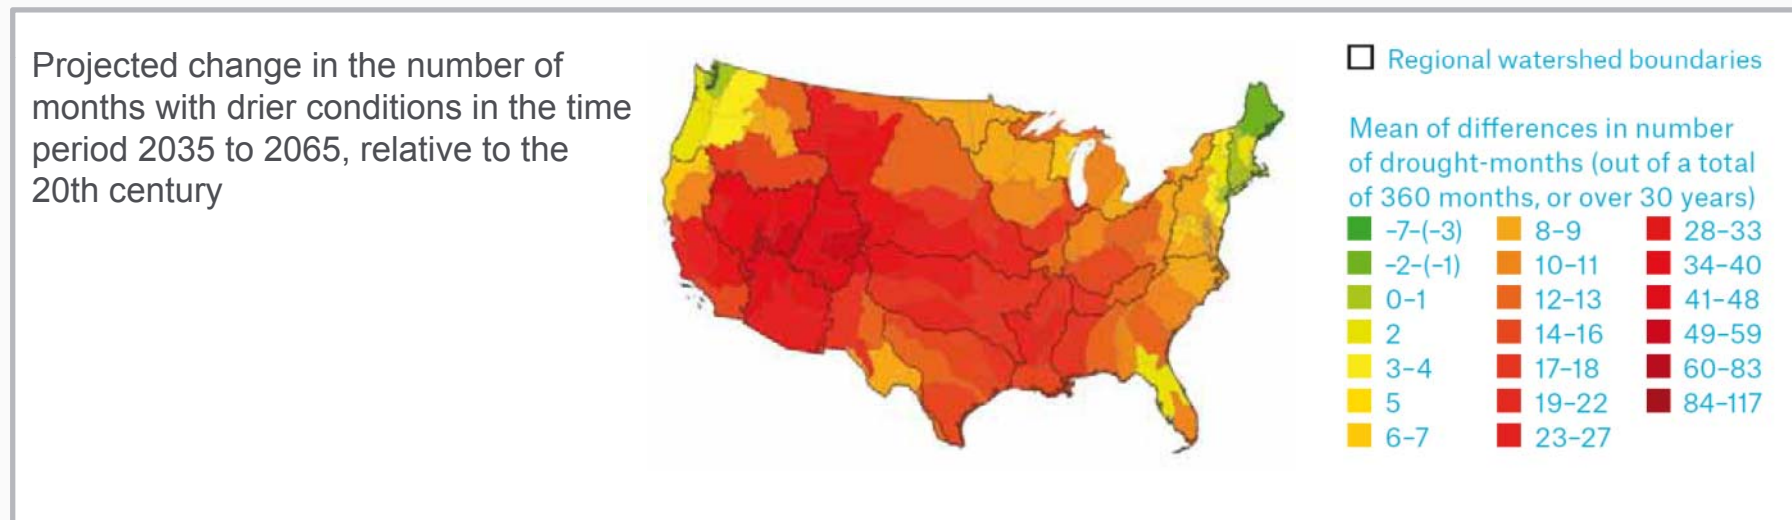 Projected change in the number of
months with drier conditions in the time
period 2035 to 2065, relative to the
20th century
Regional watershed boundaries
Mean of differences in number
of drought-months (out of a total
of 360 months, or over 30 years)
-7-(-3)
-2-(-1)
0-1
2
3-4
5
6-7
8-9
10-11
12-13
14-16
17-18
19-22
23-27
28-33
34-40
41-48
49-59
60-83
84-117